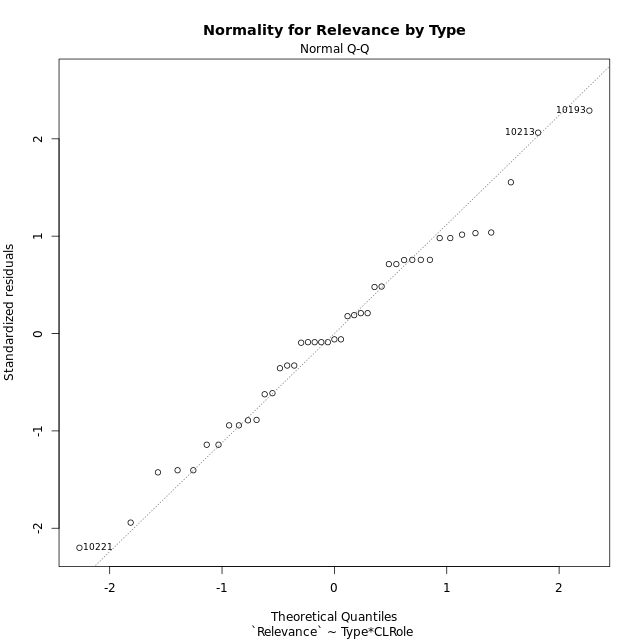 Normality for Relevance by Type
Normal Q-Q
10193
10213
2
1
0
-1
-2
Standardized residuals
10221
-2 -1 0 1 2
Theoretical Quantiles
`Relevance` ~ Type*CLRole